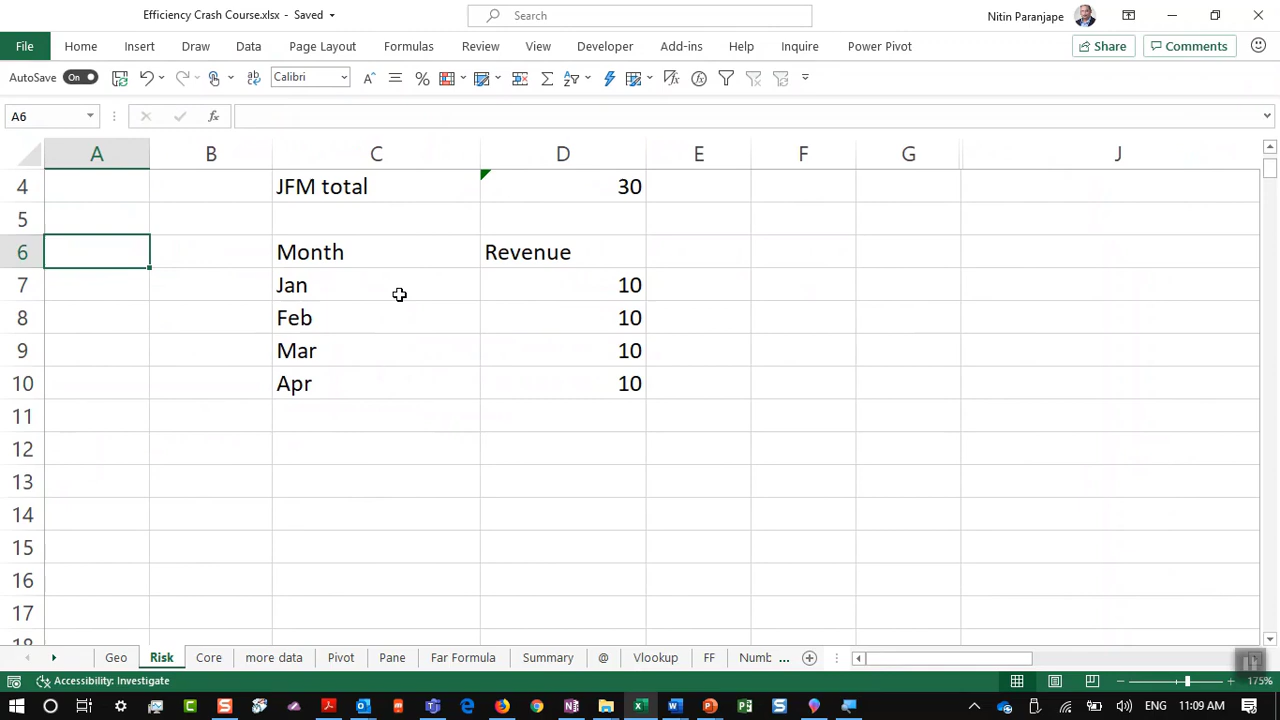 Efficiency Crash Course.xlsx - Saved
Search
Nitin Paranjape
File Home Insert Draw Data Page Layout Formulas Review View Developer Add-ins Help Inquire Power Pivot Share Comments
AutoSave On Calibri
A6
A B C D E F G J
4 JFM total 30
5
6 Month Revenue
7 Jan 10
8 Feb 10
9 Mar 10
10 Apr 10
11
12
13
14
15
16
17
Geo Risk Core more data Pivot Pane Far Formula Summary @ Vlookup FF Numb ...
Accessibility: Investigate 175%
ENG 11:09 AM